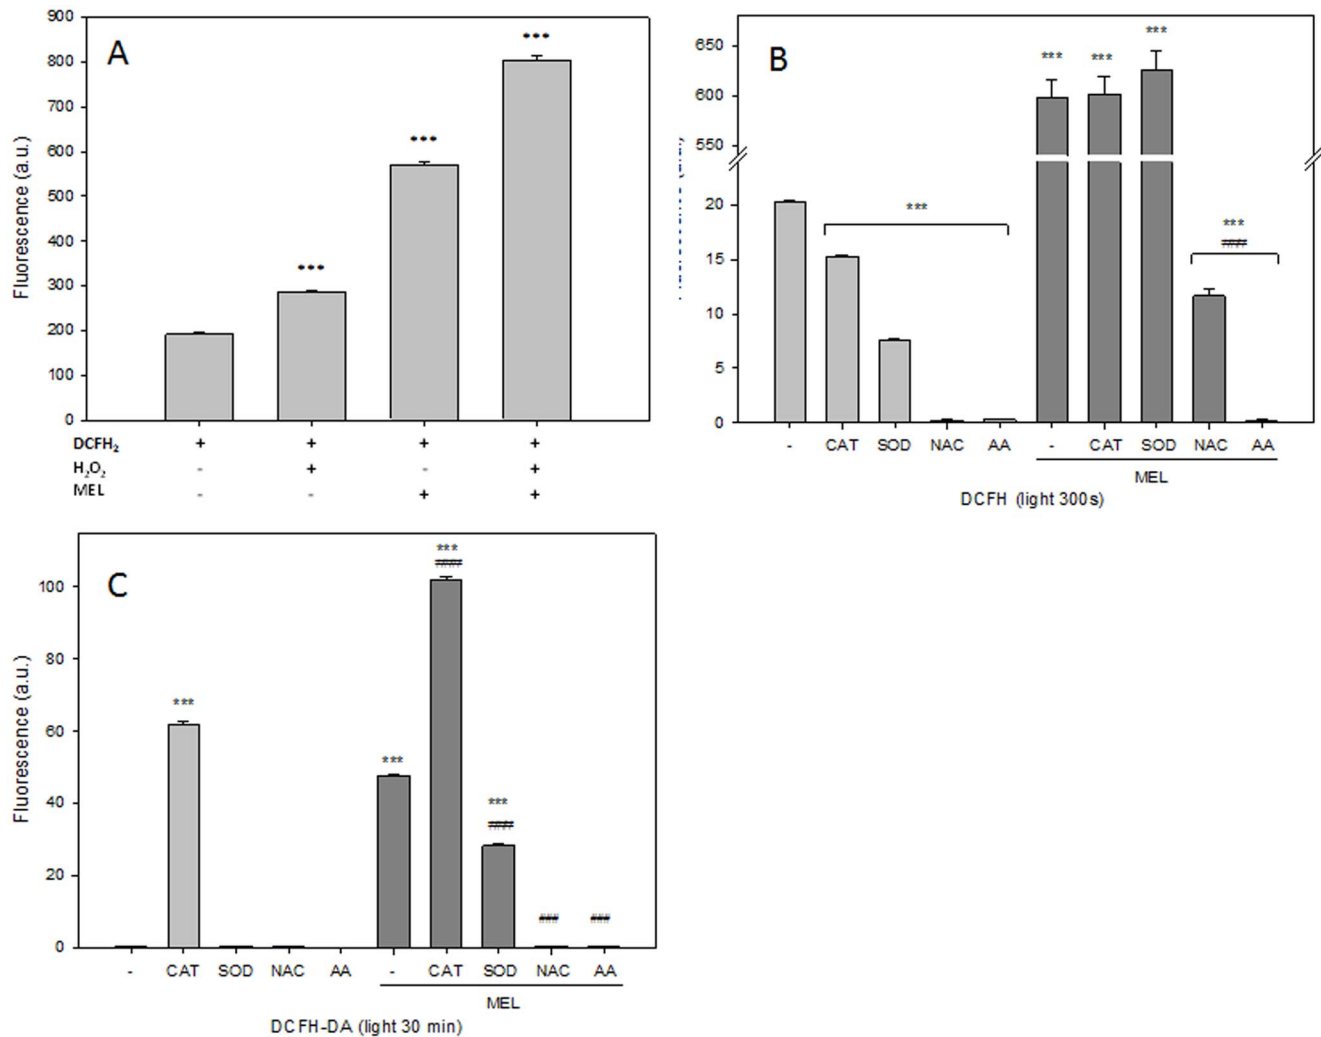 A
900
800
700
600
500
400
300
200
100
0
Fluorescence (a.u.)
***
***
***
DCFH₂ + + + +
H₂O₂ - + - +
MEL - - + +
B
650
600
550
20
15
10
5
0
***
***
***
***
***
###
- CAT SOD NAC AA - CAT SOD NAC AA
MEL
DCFH (light 300s)
C
100
80
60
40
20
0
Fluorescence (a.u.)
***
***
***
###
***
###
###
###
- CAT SOD NAC AA - CAT SOD NAC AA
MEL
DCFH-DA (light 30 min)